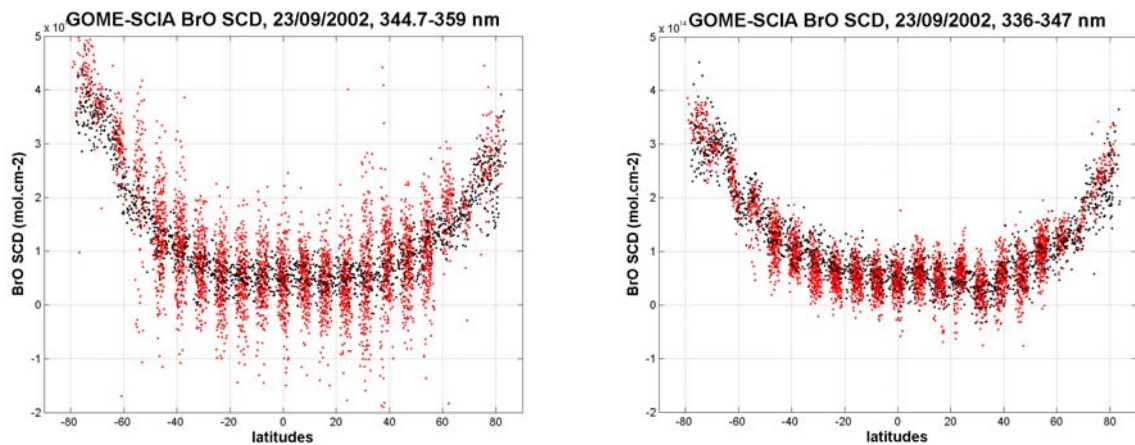 GOME-SCIA BrO SCD, 23/09/2002, 344.7-359 nm
x 10
5
4
3
2
1
0
-1
-2
BrO SCD (mol.cm-2)
-80 -60 -40 -20 0 20 40 60 80
latitudes
GOME-SCIA BrO SCD, 23/09/2002, 336-347 nm
x 10^14
5
4
3
2
1
0
-1
-2
BrO SCD (mol.cm-2)
-80 -60 -40 -20 0 20 40 60 80
latitudes